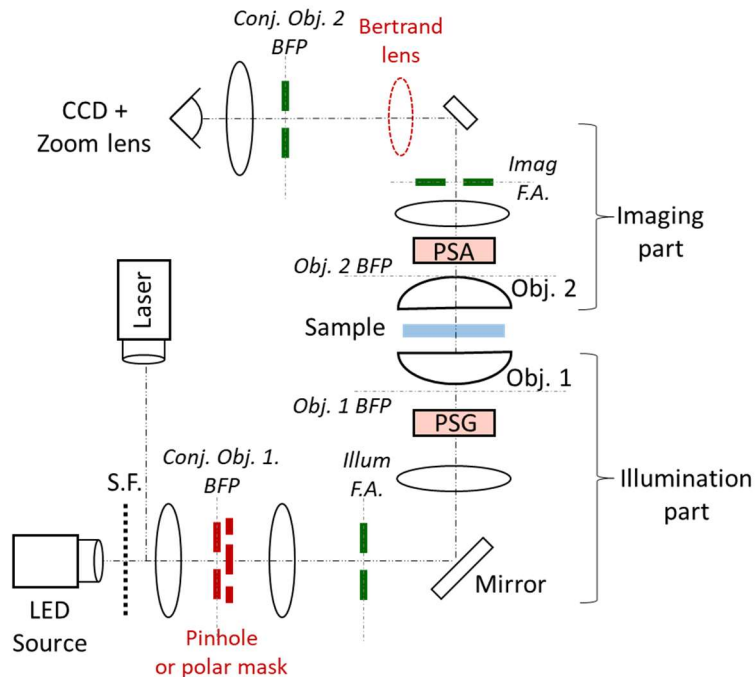 Conj. Obj. 2
BFP
Bertrand
lens
CCD +
Zoom lens
Imag
F.A.
Imaging
part
PSA
Obj. 2 BFP
Obj. 2
Laser
Sample
Obj. 1
Obj. 1 BFP
PSG
Conj. Obj. 1.
BFP
Illum
F.A.
S.F.
Illumination
part
Mirror
LED
Source
Pinhole
or polar mask